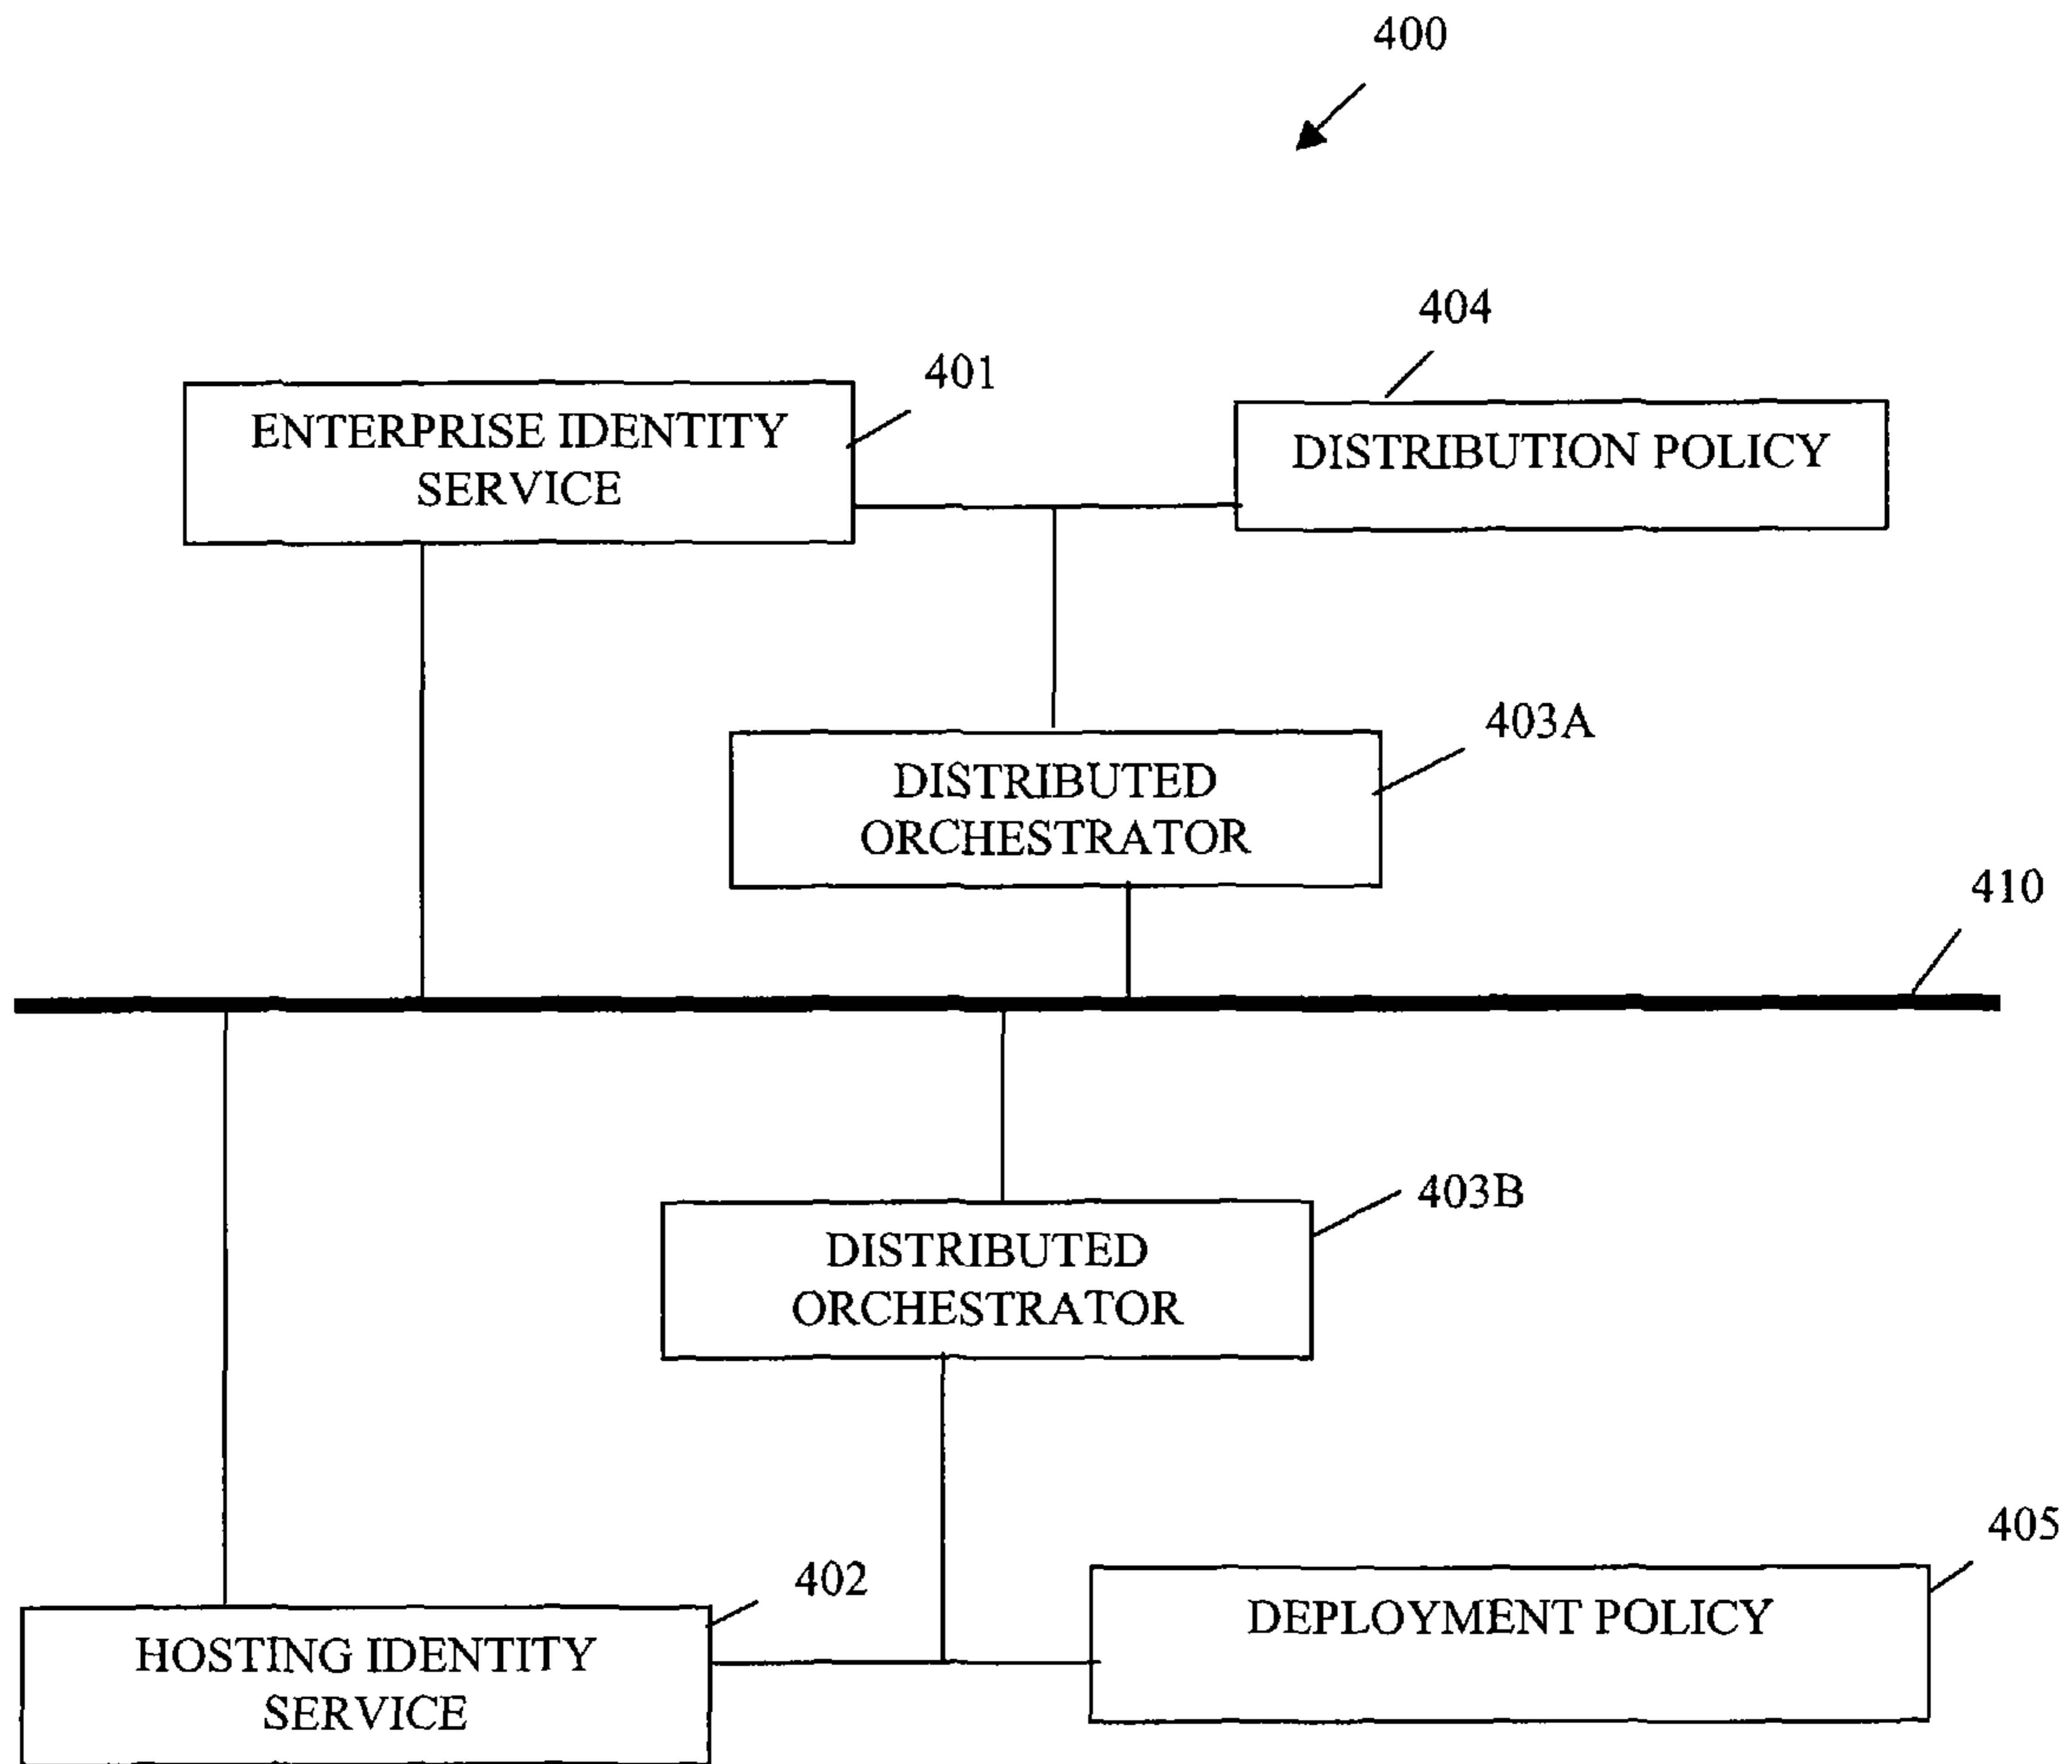 400
404
401
ENTERPRISE IDENTITY
SERVICE
DISTRIBUTION POLICY
403A
DISTRIBUTED
ORCHESTRATOR
410
403B
DISTRIBUTED
ORCHESTRATOR
405
402
DEPLOYMENT POLICY
HOSTING IDENTITY
SERVICE